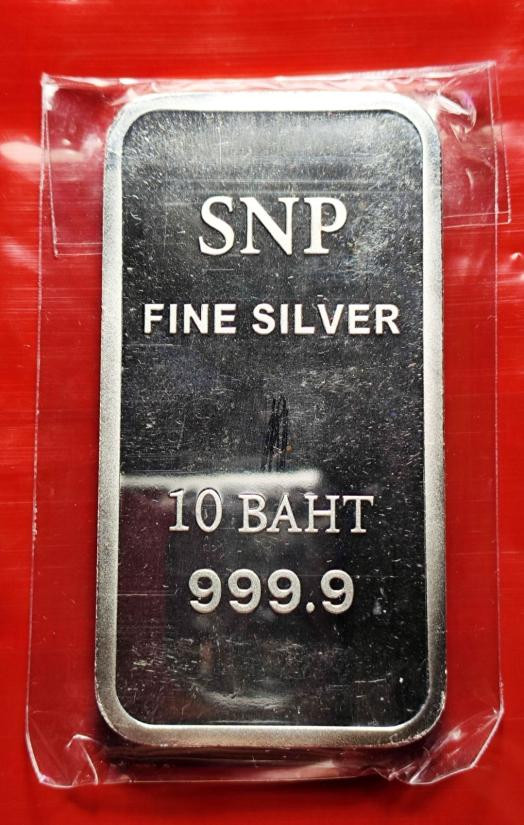 SNP
FINE SILVER
10 BAHT
999.9